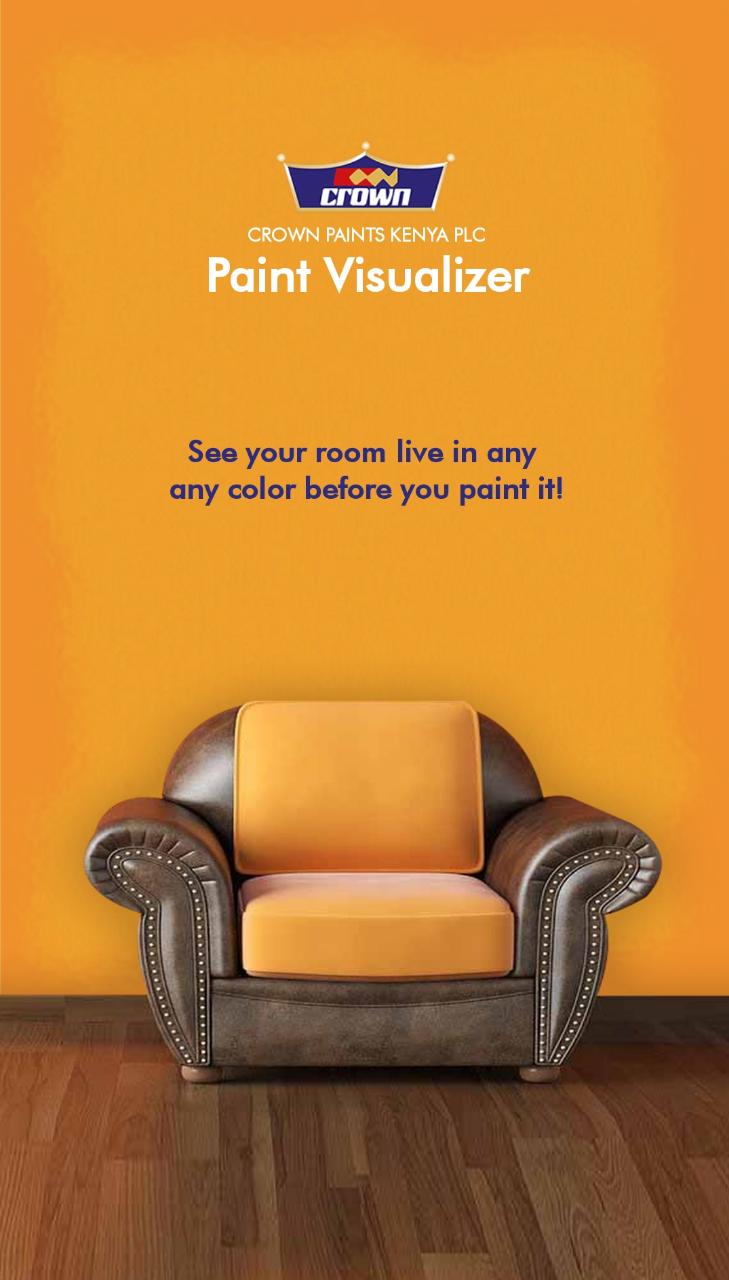 crown
CROWN PAINTS KENYA PLC
Paint Visualizer
See your room live in any
any color before you paint it!